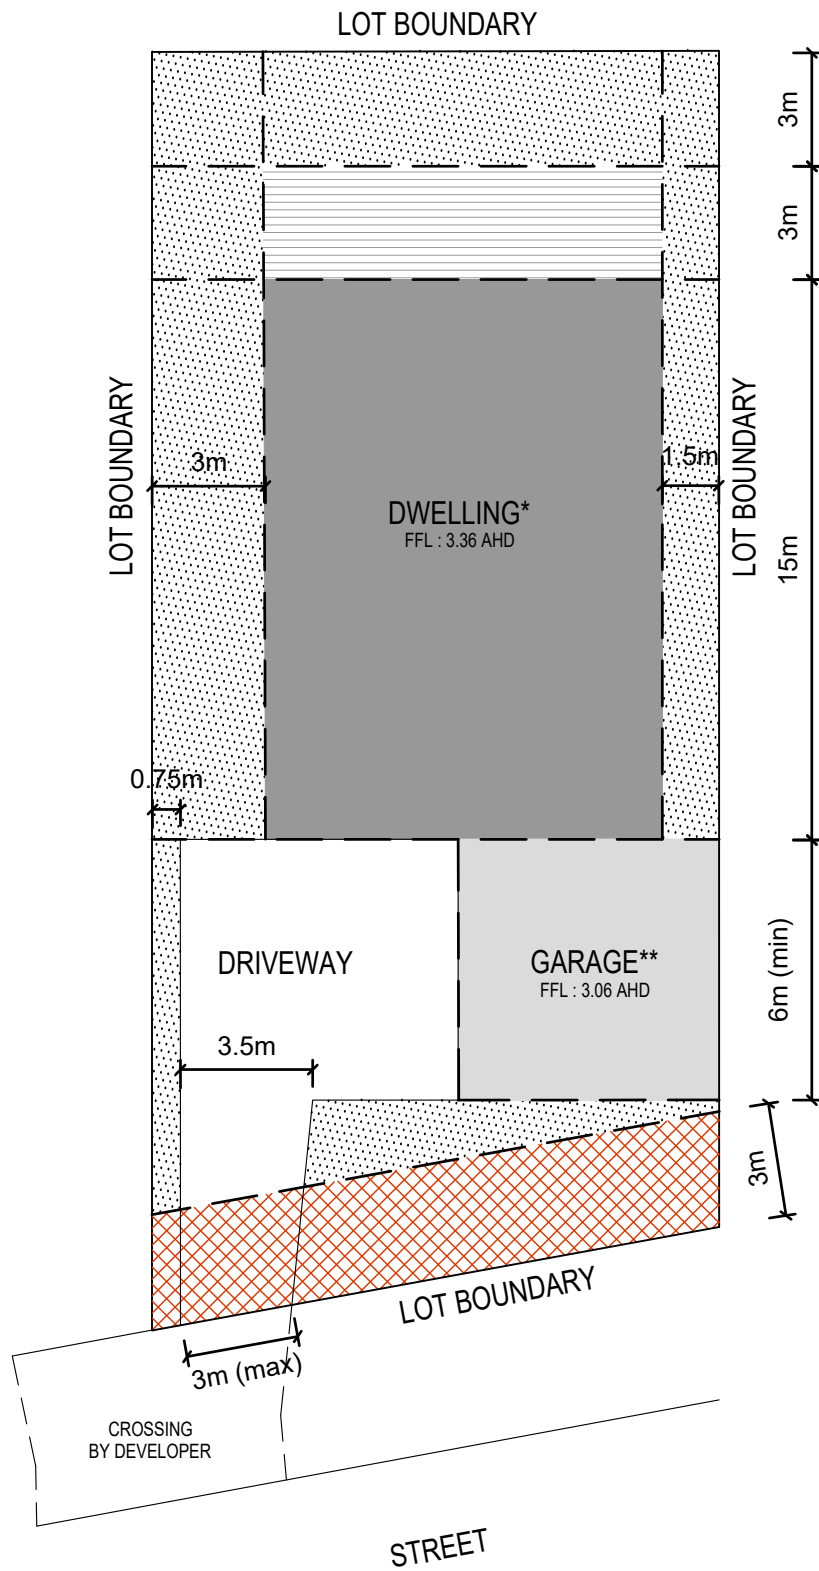 LOT BOUNDARY
3m
3m
LOT BOUNDARY
LOT BOUNDARY
3m
1.5m
DWELLING*
FFL : 3.36 AHD
15m
0.75m
DRIVEWAY
GARAGE**
FFL : 3.06 AHD
6m (min)
3.5m
3m
LOT BOUNDARY
3m (max)
CROSSING
BY DEVELOPER
STREET